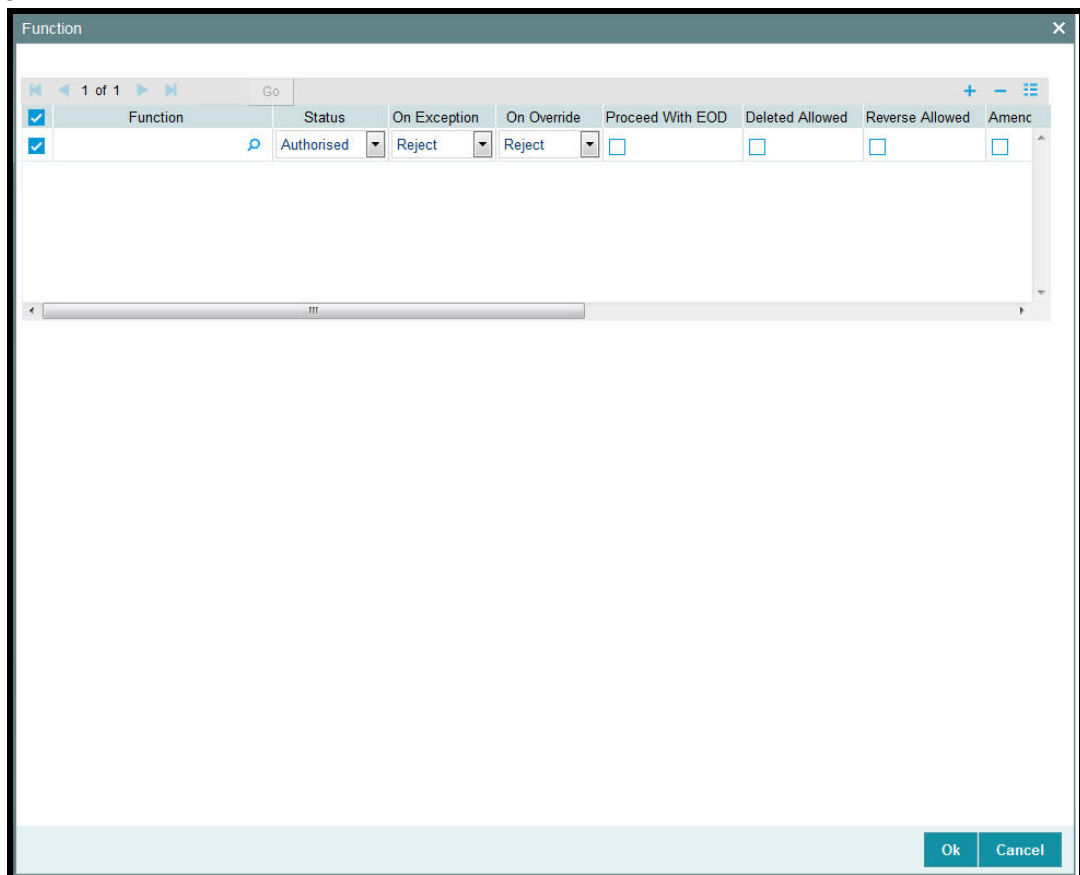 Function
1 of 1 Go
Function Status On Exception On Override Proceed With EOD Deleted Allowed Reverse Allowed Amenc
Authorised Reject Reject
Ok Cancel